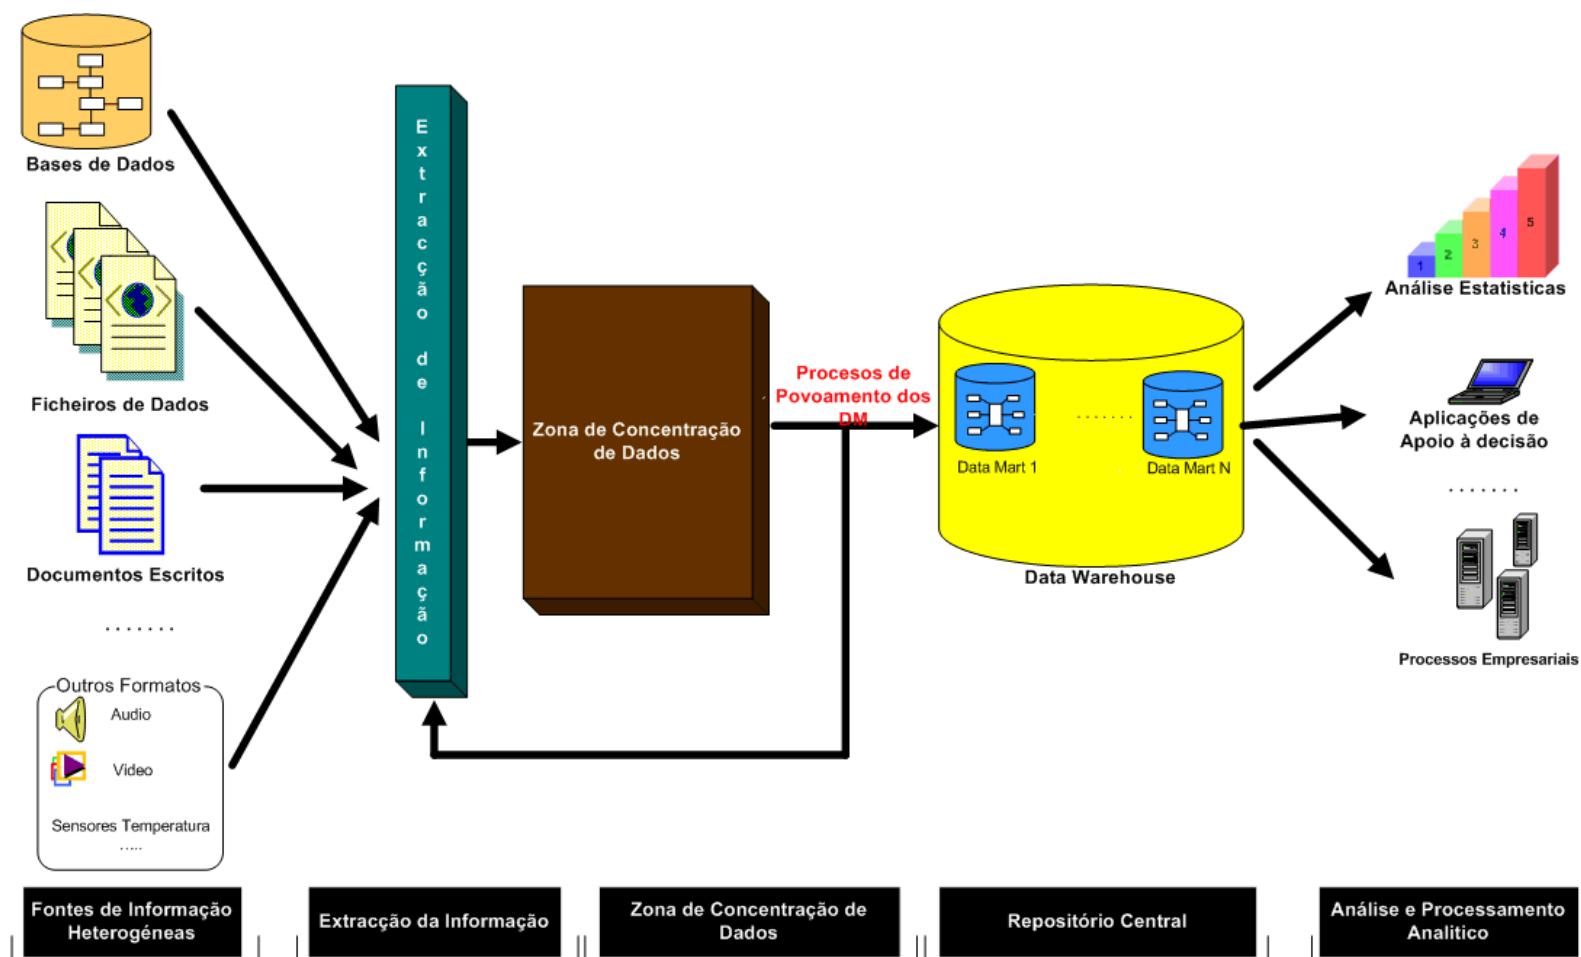 Bases de Dados
Ficheiros de Dados
Documentos Escritos
.......
Outros Formatos
Audio
Video
Sensores Temperatura
.....
Extracção de Informação
Zona de Concentração
de Dados
Procesos de
Povoamento dos
DM
.......
Data Mart 1
Data Mart N
Data Warehouse
1
2
3
4
5
Análise Estatisticas
Aplicações de
Apoio à decisão
.......
Processos Empresariais
Fontes de Informação
Heterogéneas
Extracção da Informação
Zona de Concentração de
Dados
Repositório Central
Análise e Processamento
Analitico